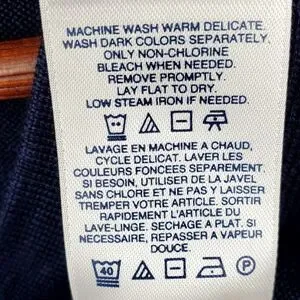 MACHINE WASH WARM DELICATE.
WASH DARK COLORS SEPARATELY.
ONLY NON-CHLORINE
BLEACH WHEN NEEDED.
REMOVE PROMPTLY.
LAY FLAT TO DRY.
LOW STEAM IRON IF NEEDED.
LAVAGE EN MACHINE A CHAUD,
CYCLE DELICAT. LAVER LES
COULEURS FONCEES SEPAREMENT.
SI BESOIN, UTILISER DE LA JAVEL
SANS CHLORE ET NE PAS Y LAISSER
TREMPER VOTRE ARTICLE. SORTIR
RAPIDEMENT L'ARTICLE DU
LAVE-LINGE. SECHAGE A PLAT. SI
NECESSAIRE, REPASSER A VAPEUR
DOUCE.
40 P